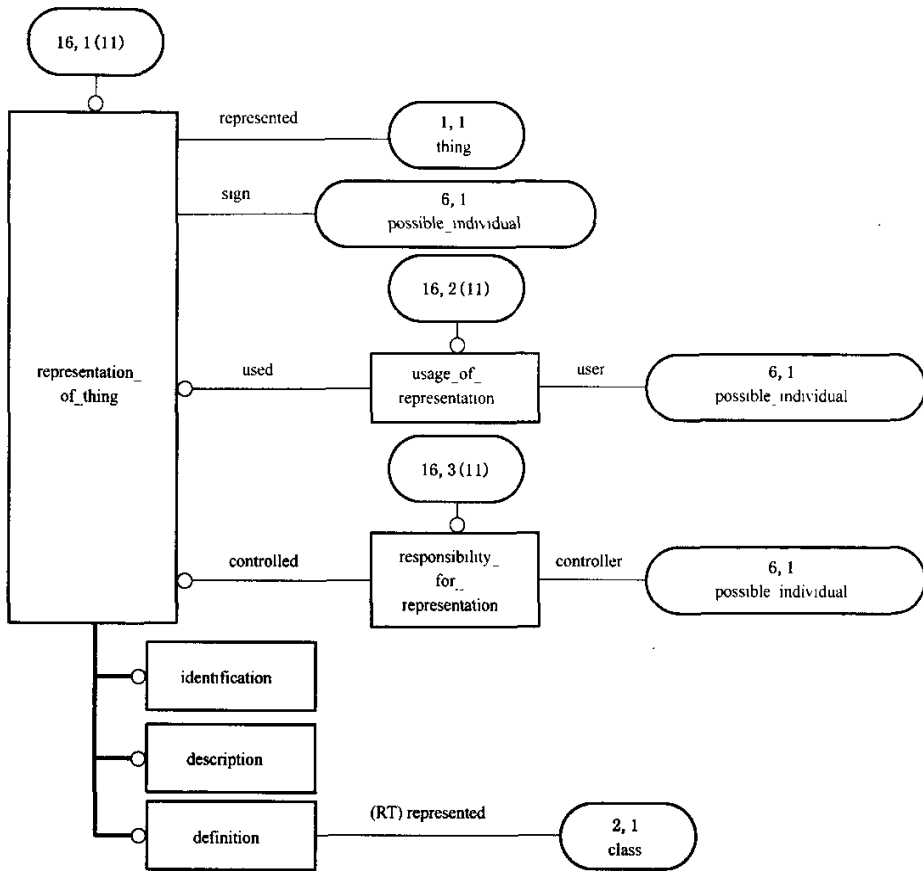 16, 1 (11)
represented
1, 1
thing
sign
6, 1
possible_individual
16, 2 (11)
representation_
of_thing
used
usage_of_
representation
user
6, 1
possible_individual
16, 3 (11)
controlled
responsibility_
for_
representation
controller
6, 1
possible_individual
identification
description
definition
(RT) represented
2, 1
class